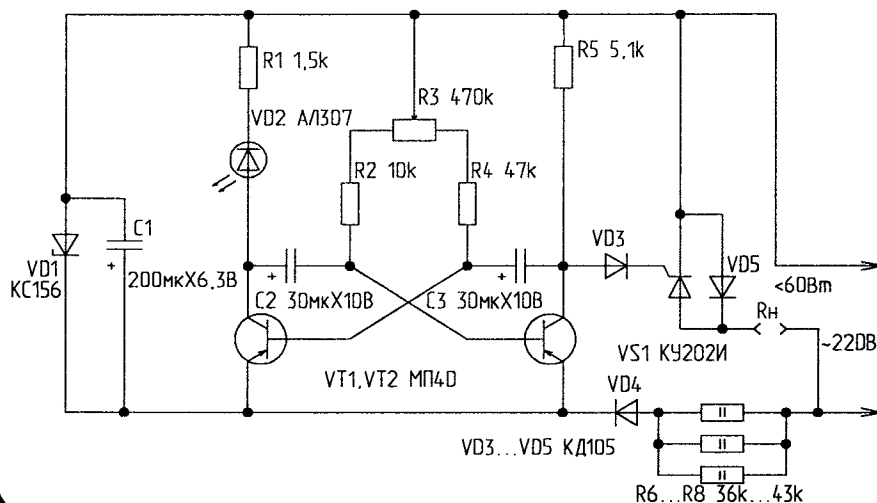 R1 1,5k
R5 5,1k
R3 470k
VD2 АЛ307
R2 10k
R4 47k
C1
VD3
VD1
КС156
VD5
200мкХ6,3В
<60Вт
+
+
+
C2 30мкХ10В
C3 30мкХ10В
Rн
VS1 КУ202И
~220В
VT1,VT2 МП40
VD4
VD3...VD5 КД105
R6...R8 36k...43k